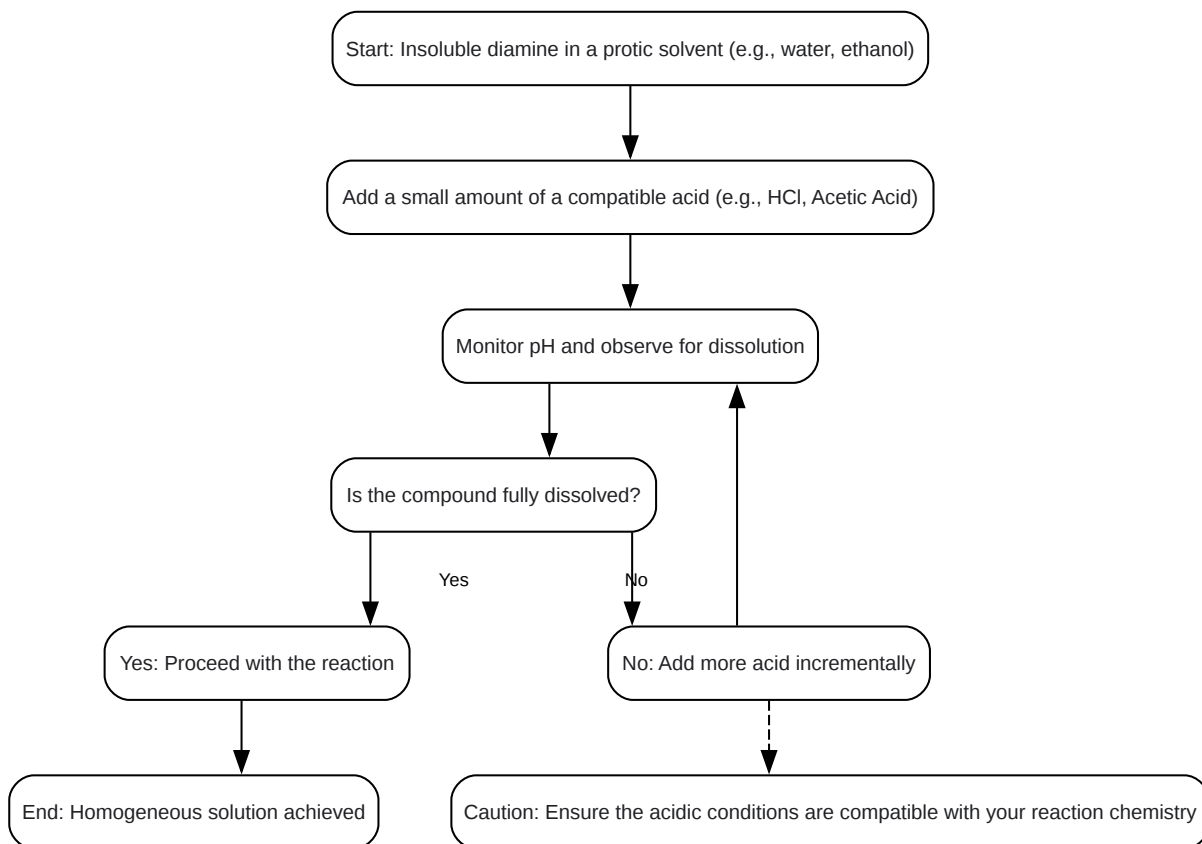 Start: Insoluble diamine in a protic solvent (e.g., water, ethanol)
Add a small amount of a compatible acid (e.g., HCl, Acetic Acid)
Monitor pH and observe for dissolution
Is the compound fully dissolved?
Yes
No
Yes: Proceed with the reaction
No: Add more acid incrementally
End: Homogeneous solution achieved
Caution: Ensure the acidic conditions are compatible with your reaction chemistry